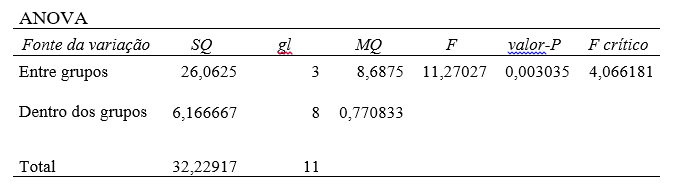 ANOVA
Fonte da variação SQ gl MQ F valor-P F crítico
Entre grupos 26,0625 3 8,6875 11,27027 0,003035 4,066181
Dentro dos grupos 6,166667 8 0,770833
Total 32,22917 11